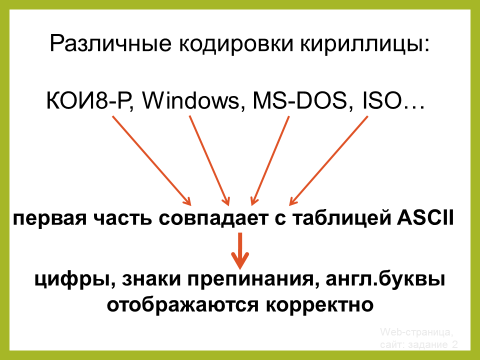 Различные кодировки кириллицы:
КОИ8-Р, Windows, MS-DOS, ISO…
первая часть совпадает с таблицей ASCII
цифры, знаки препинания, англ.буквы
отображаются корректно
Web-страница,
сайт: задание 2